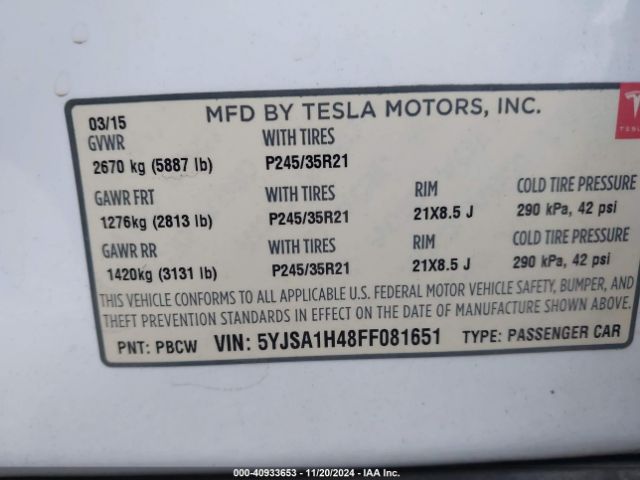 03/15 MFD BY TESLA MOTORS, INC.
GVWR WITH TIRES
2670 kg (5887 lb) P245/35R21
GAWR FRT WITH TIRES RIM COLD TIRE PRESSURE
1276kg (2813 lb) P245/35R21 21X8.5 J 290 kPa, 42 psi
GAWR RR WITH TIRES RIM COLD TIRE PRESSURE
1420kg (3131 lb) P245/35R21 21X8.5 J 290 kPa, 42 psi
THIS VEHICLE CONFORMS TO ALL APPLICABLE U.S. FEDERAL MOTOR VEHICLE SAFETY, BUMPER, AND
THEFT PREVENTION STANDARDS IN EFFECT ON THE DATE OF MANUFACTURE SHOWN ABOVE.
PNT: PBCW VIN: 5YJSA1H48FF081651 TYPE: PASSENGER CAR
000-40933653 - 11/20/2024 - IAA Inc.